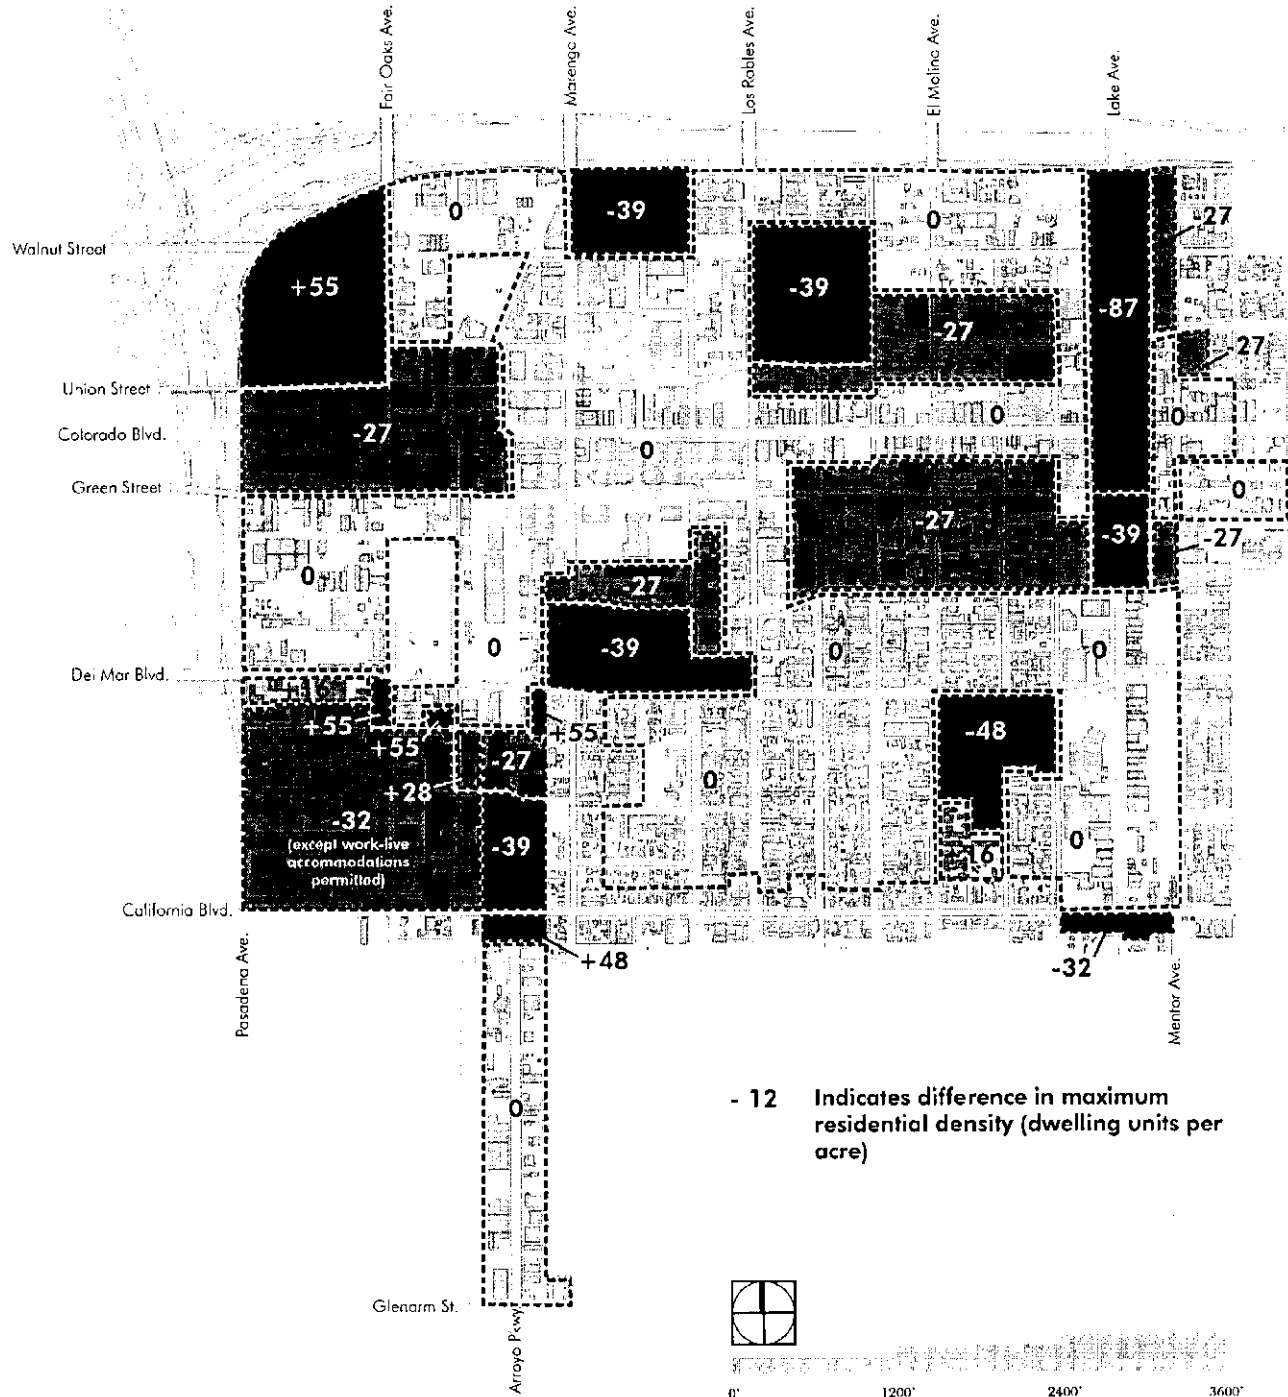 Fair Oaks Ave.
Marengo Ave.
Los Robles Ave.
El Molino Ave.
Lake Ave.
0
-39
0
-27
Walnut Street
+55
-39
-87
-27
27
Union Street
0
0
Colorado Blvd.
-27
0
Green Street
0
-27
-39
-27
0
-27
0
-39
0
0
Del Mar Blvd.
+55
+55
+55
-48
-27
+28
0
-32
(except work-live
accommodations
permitted)
-39
0
California Blvd.
+48
-32
Pasadena Ave.
Mentor Ave.
0
- 12 Indicates difference in maximum
residential density (dwelling units per
acre)
Glenarm St.
Arroyo Pkwy.
0' 1200' 2400' 3600'